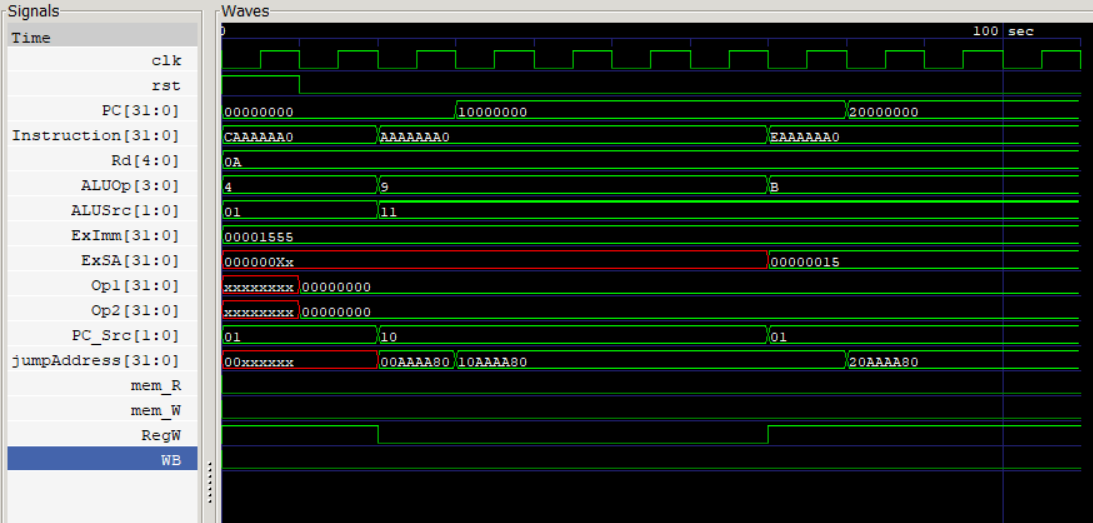 Signals Waves
Time 0 100 sec
clk
rst
PC[31:0] 00000000 10000000 20000000
Instruction[31:0] CAAAAAA0 AAAAAAA0 EAAAAAA0
Rd[4:0] 0A
ALUOp[3:0] 4 9 B
ALUSrc[1:0] 01 11
ExImm[31:0] 00001555
ExSA[31:0] 000000Xx 00000015
Op1[31:0] xxxxxxxx 00000000
Op2[31:0] xxxxxxxx 00000000
PC_Src[1:0] 01 10 01
jumpAddress[31:0] 00xxxxxx 00AAAA80 10AAAA80 20AAAA80
mem_R
mem_W
RegW
WB